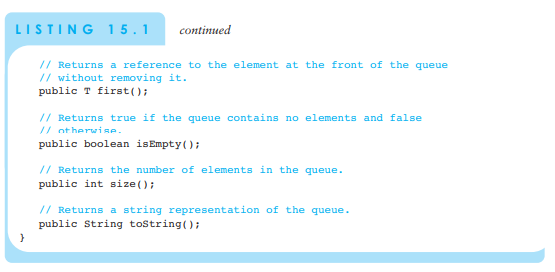 LISTING 15.1 continued
// Returns a reference to the element at the front of the queue
// without removing it.
public T first();
// Returns true if the queue contains no elements and false
// otherwise.
public boolean isEmpty();
// Returns the number of elements in the queue.
public int size();
// Returns a string representation of the queue.
public String toString();
}